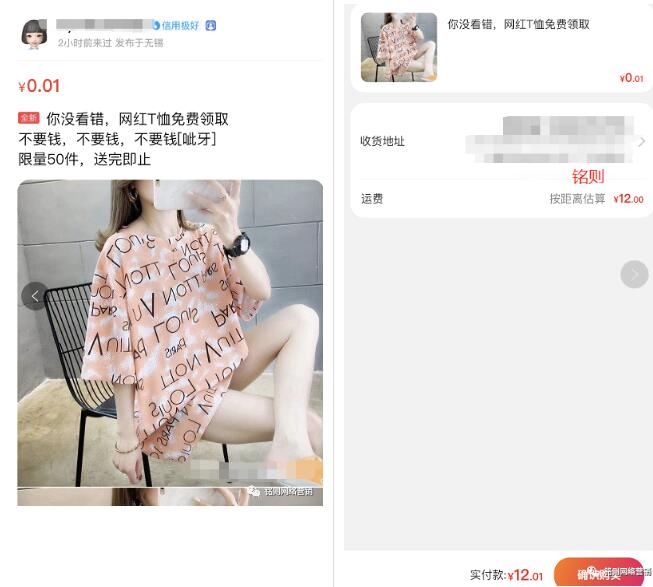 信用极好
2小时前来过 发布于无锡
¥0.01
全新 你没看错，网红T恤免费领取
不要钱，不要钱，不要钱[呲牙]
限量50件，送完即止
铭则网络营销
你没看错，网红T恤免费领取
¥0.01
收货地址
铭则
运费 按距离估算 ¥12.00
实付款:¥12.01 确认购买
铭则网络营销